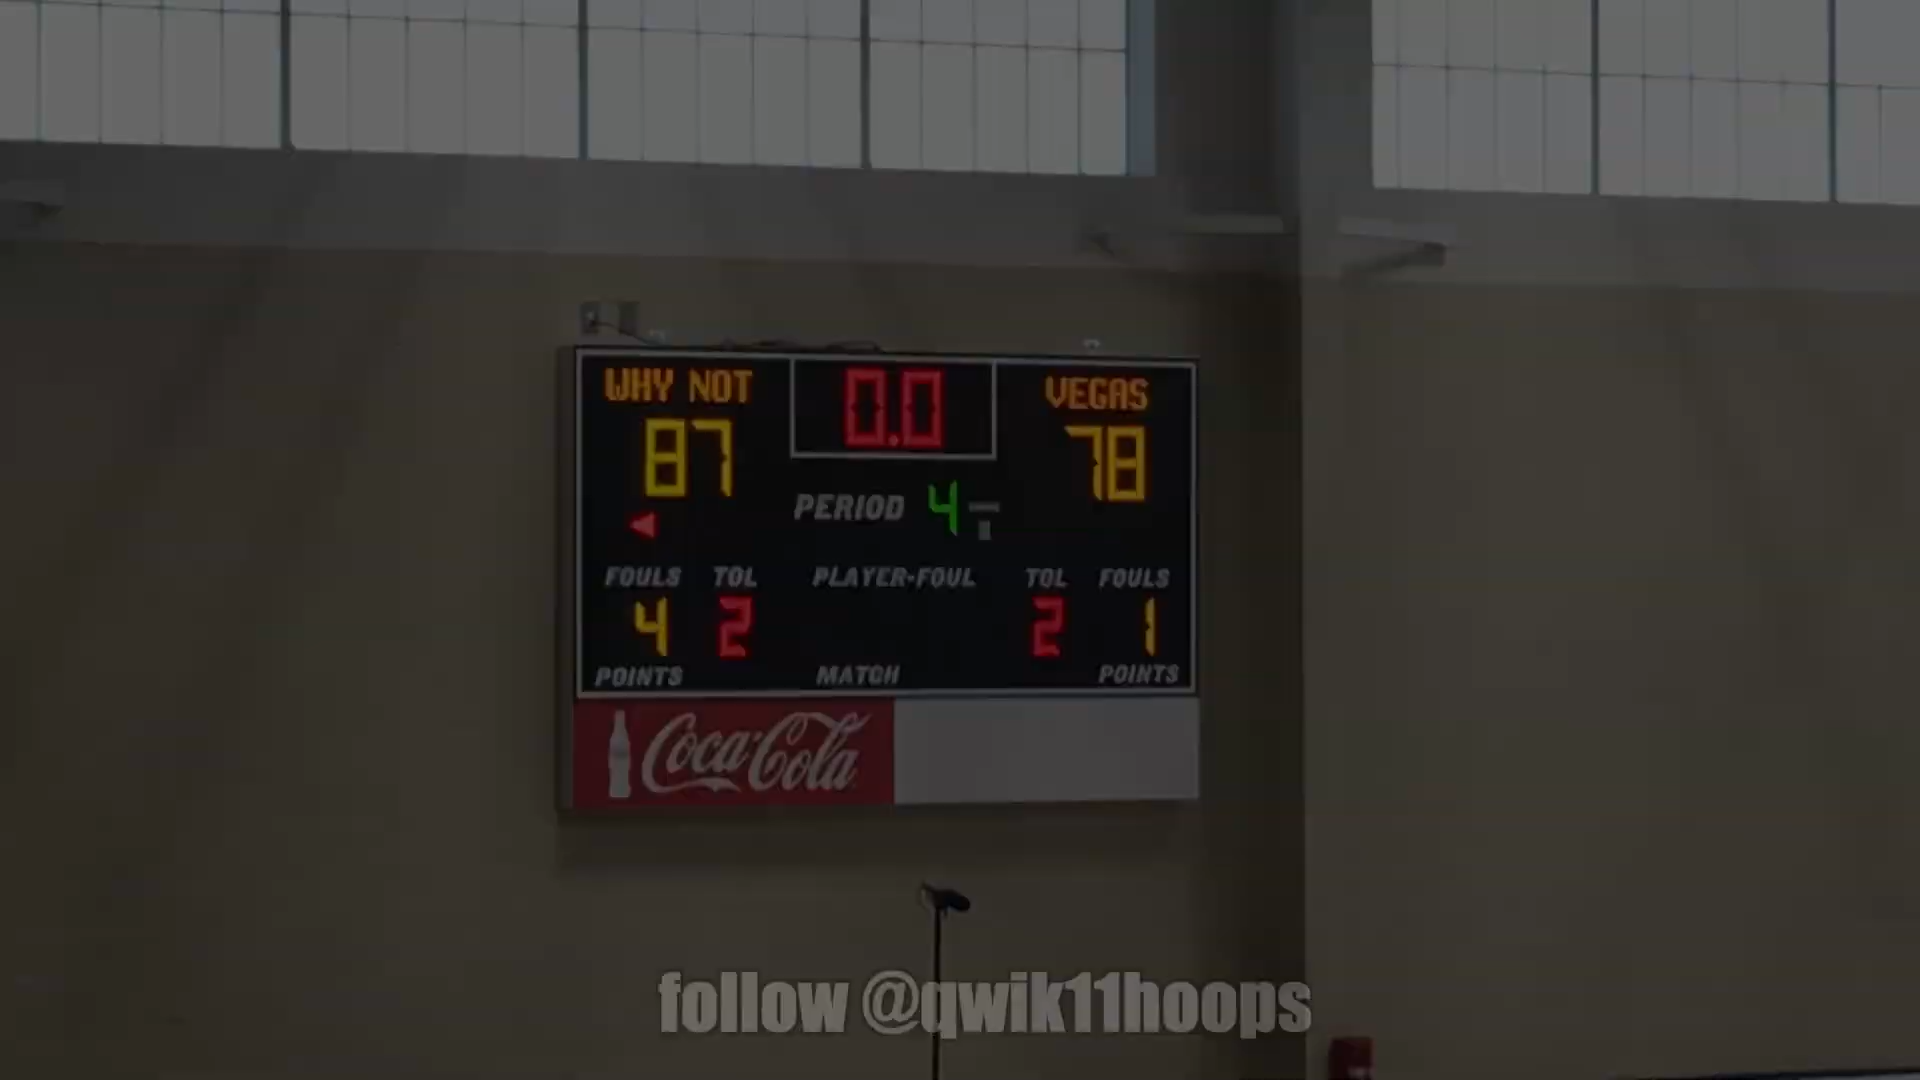 WHY NOT 0.0 VEGAS
87 78
PERIOD 4
FOULS TOL PLAYER-FOUL TOL FOULS
4 2 2 1
POINTS MATCH POINTS
Coca-Cola
follow @qwik11hoops